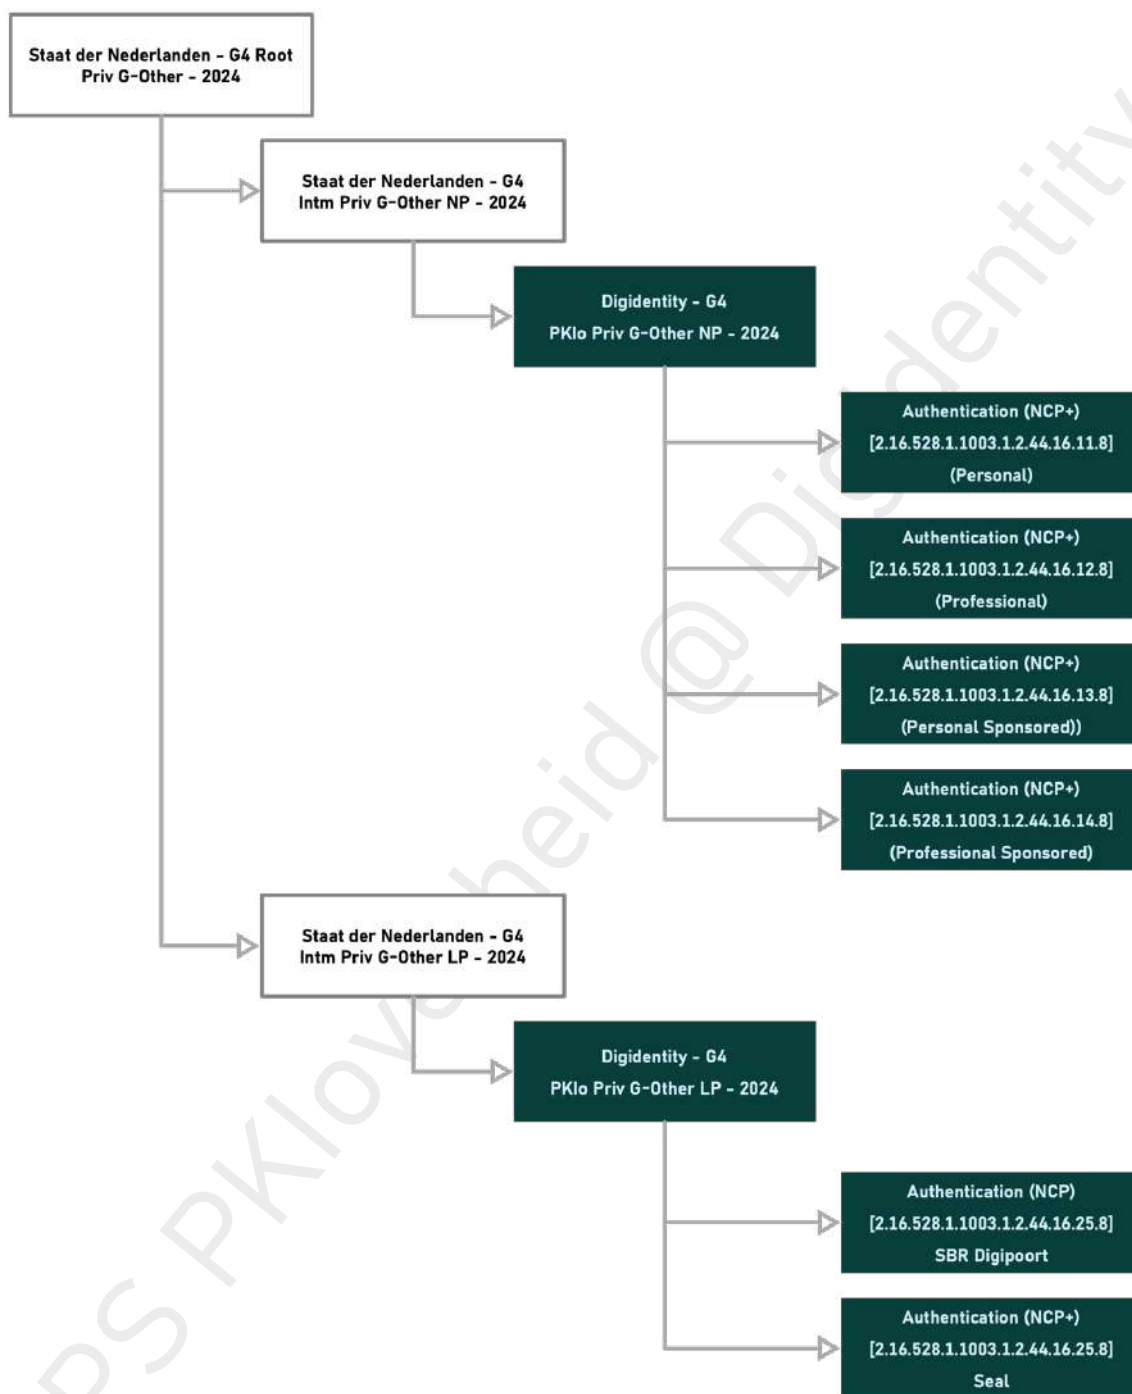 Staat der Nederlanden - G4 Root
Priv G-Other - 2024
Staat der Nederlanden - G4
Intm Priv G-Other NP - 2024
Digidentity - G4
PKIo Priv G-Other NP - 2024
Authentication (NCP+)
[2.16.528.1.1003.1.2.44.16.11.8]
(Personal)
Authentication (NCP+)
[2.16.528.1.1003.1.2.44.16.12.8]
(Professional)
Authentication (NCP+)
[2.16.528.1.1003.1.2.44.16.13.8]
(Personal Sponsored))
Authentication (NCP+)
[2.16.528.1.1003.1.2.44.16.14.8]
(Professional Sponsored)
Staat der Nederlanden - G4
Intm Priv G-Other LP - 2024
Digidentity - G4
PKIo Priv G-Other LP - 2024
Authentication (NCP)
[2.16.528.1.1003.1.2.44.16.25.8]
SBR Digipoort
Authentication (NCP+)
[2.16.528.1.1003.1.2.44.16.25.8]
Seal
PS PKIoverheid @ Digidentity